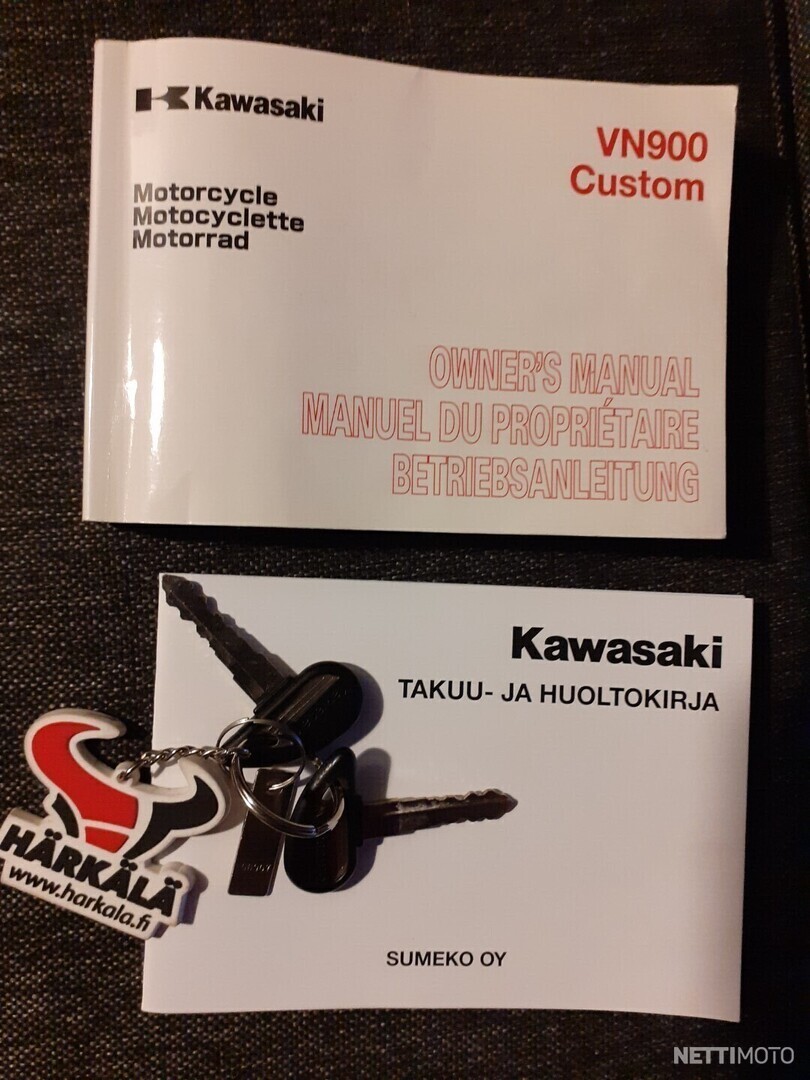 Kawasaki
VN900
Custom
Motorcycle
Motocyclette
Motorrad
OWNER'S MANUAL
MANUEL DU PROPRIÉTAIRE
BETRIEBSANLEITUNG
Kawasaki
TAKUU- JA HUOLTOKIRJA
HÄRKÄLÄ
www.harkala.fi
SUMEKO OY
NETTIMOTO